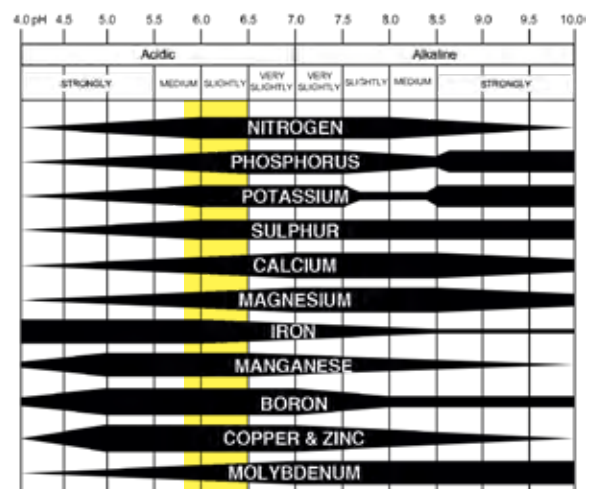 4.0 pH 4.5 5.0 5.5 6.0 6.5 7.0 7.5 8.0 8.5 9.0 9.5 10.0
Acidic Alkaline
STRONGLY MEDIUM SLIGHTLY VERY SLIGHTLY VERY SLIGHTLY SLIGHTLY MEDIUM STRONGLY
NITROGEN
PHOSPHORUS
POTASSIUM
SULPHUR
CALCIUM
MAGNESIUM
IRON
MANGANESE
BORON
COPPER & ZINC
MOLYBDENUM